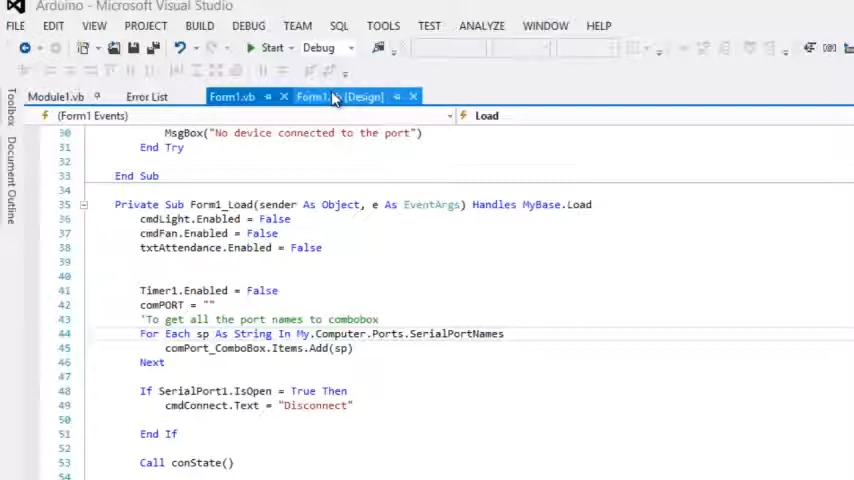 Arduino - Microsoft Visual Studio
FILE EDIT VIEW PROJECT BUILD DEBUG TEAM SQL TOOLS TEST ANALYZE WINDOW HELP
Start Debug
Module1.vb Error List Form1.vb Form1.vb [Design]
Toolbox
Document Outline
(Form1 Events) Load
30 MsgBox("No device connected to the port")
31 End Try
32
33 End Sub
34
35 Private Sub Form1_Load(sender As Object, e As EventArgs) Handles MyBase.Load
36 cmdLight.Enabled = False
37 cmdFan.Enabled = False
38 txtAttendance.Enabled = False
39
40
41 Timer1.Enabled = False
42 comPORT = ""
43 'To get all the port names to combobox
44 For Each sp As String In My.Computer.Ports.SerialPortNames
45 comPort_ComboBox.Items.Add(sp)
46 Next
47
48 If SerialPort1.IsOpen = True Then
49 cmdConnect.Text = "Disconnect"
50
51 End If
52
53 Call conState()
54